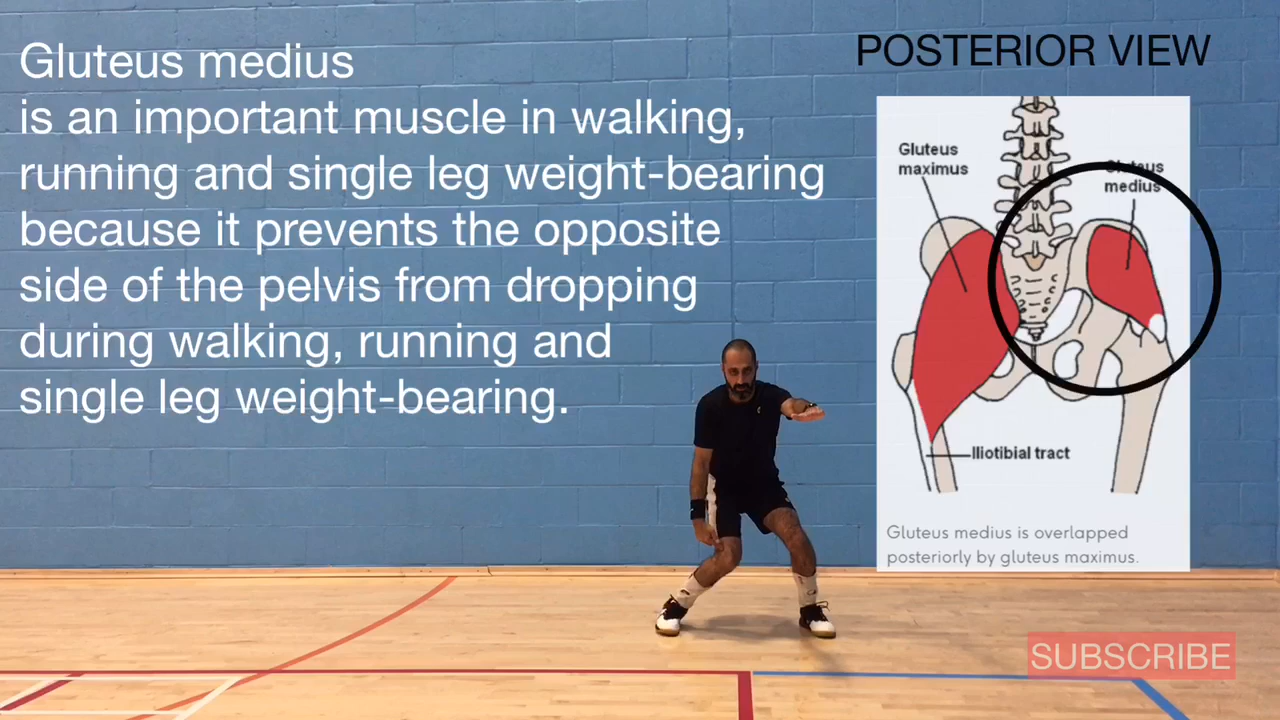 Gluteus medius
is an important muscle in walking,
running and single leg weight-bearing
because it prevents the opposite
side of the pelvis from dropping
during walking, running and
single leg weight-bearing.
POSTERIOR VIEW
Gluteus
maximus
Gluteus
medius
Iliotibial tract
Gluteus medius is overlapped
posteriorly by gluteus maximus.
SUBSCRIBE